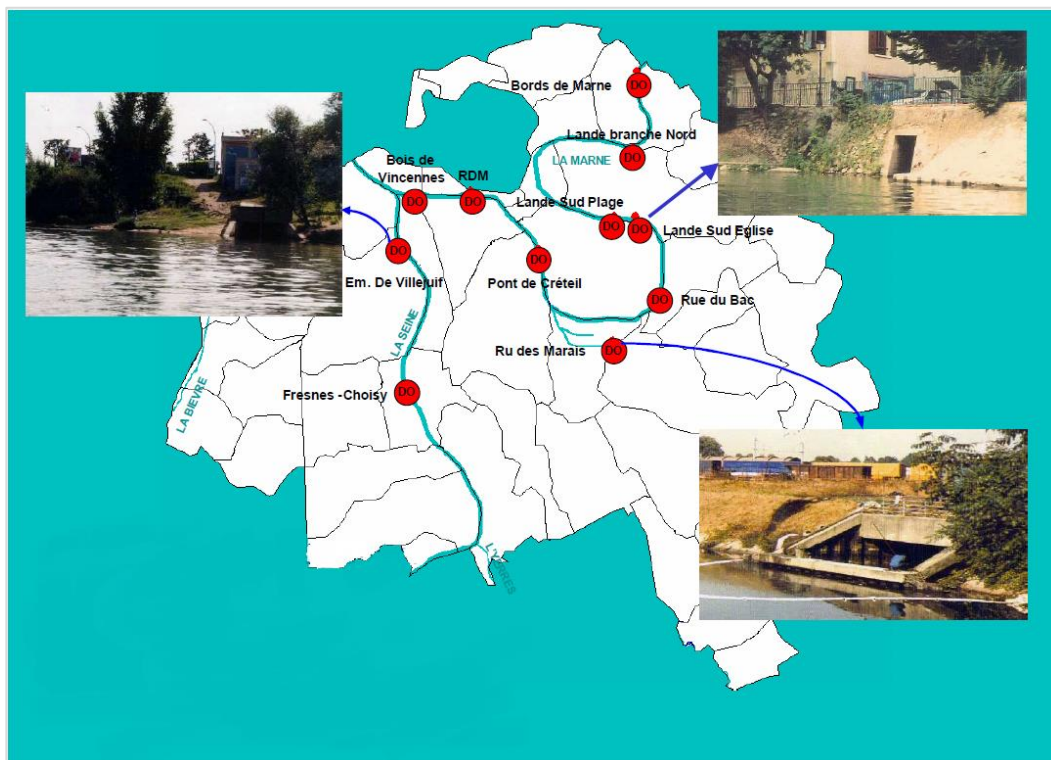 DO
Bords de Marne
Lande branche Nord
DO
LA MARNE
Bois de
Vincennes
RDM
DO
DO
Lande Sud Plage
DO
DO
Lande Sud Eglise
DO
Em. De Villejuif
DO
Pont de Créteil
DO
Rue du Bac
LA SEINE
Ru des Marais
DO
Fresnes -Choisy
DO
LA BIEVRE